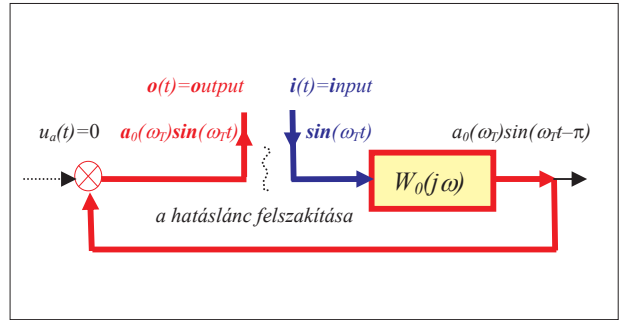 o(t)=output
i(t)=input
uₐ(t)=0
a₀(ω_T)sin(ω_Tt)
sin(ω_Tt)
a₀(ω_T)sin(ω_Tt−π)
W₀(jω)
a hatáslánc felszakítása